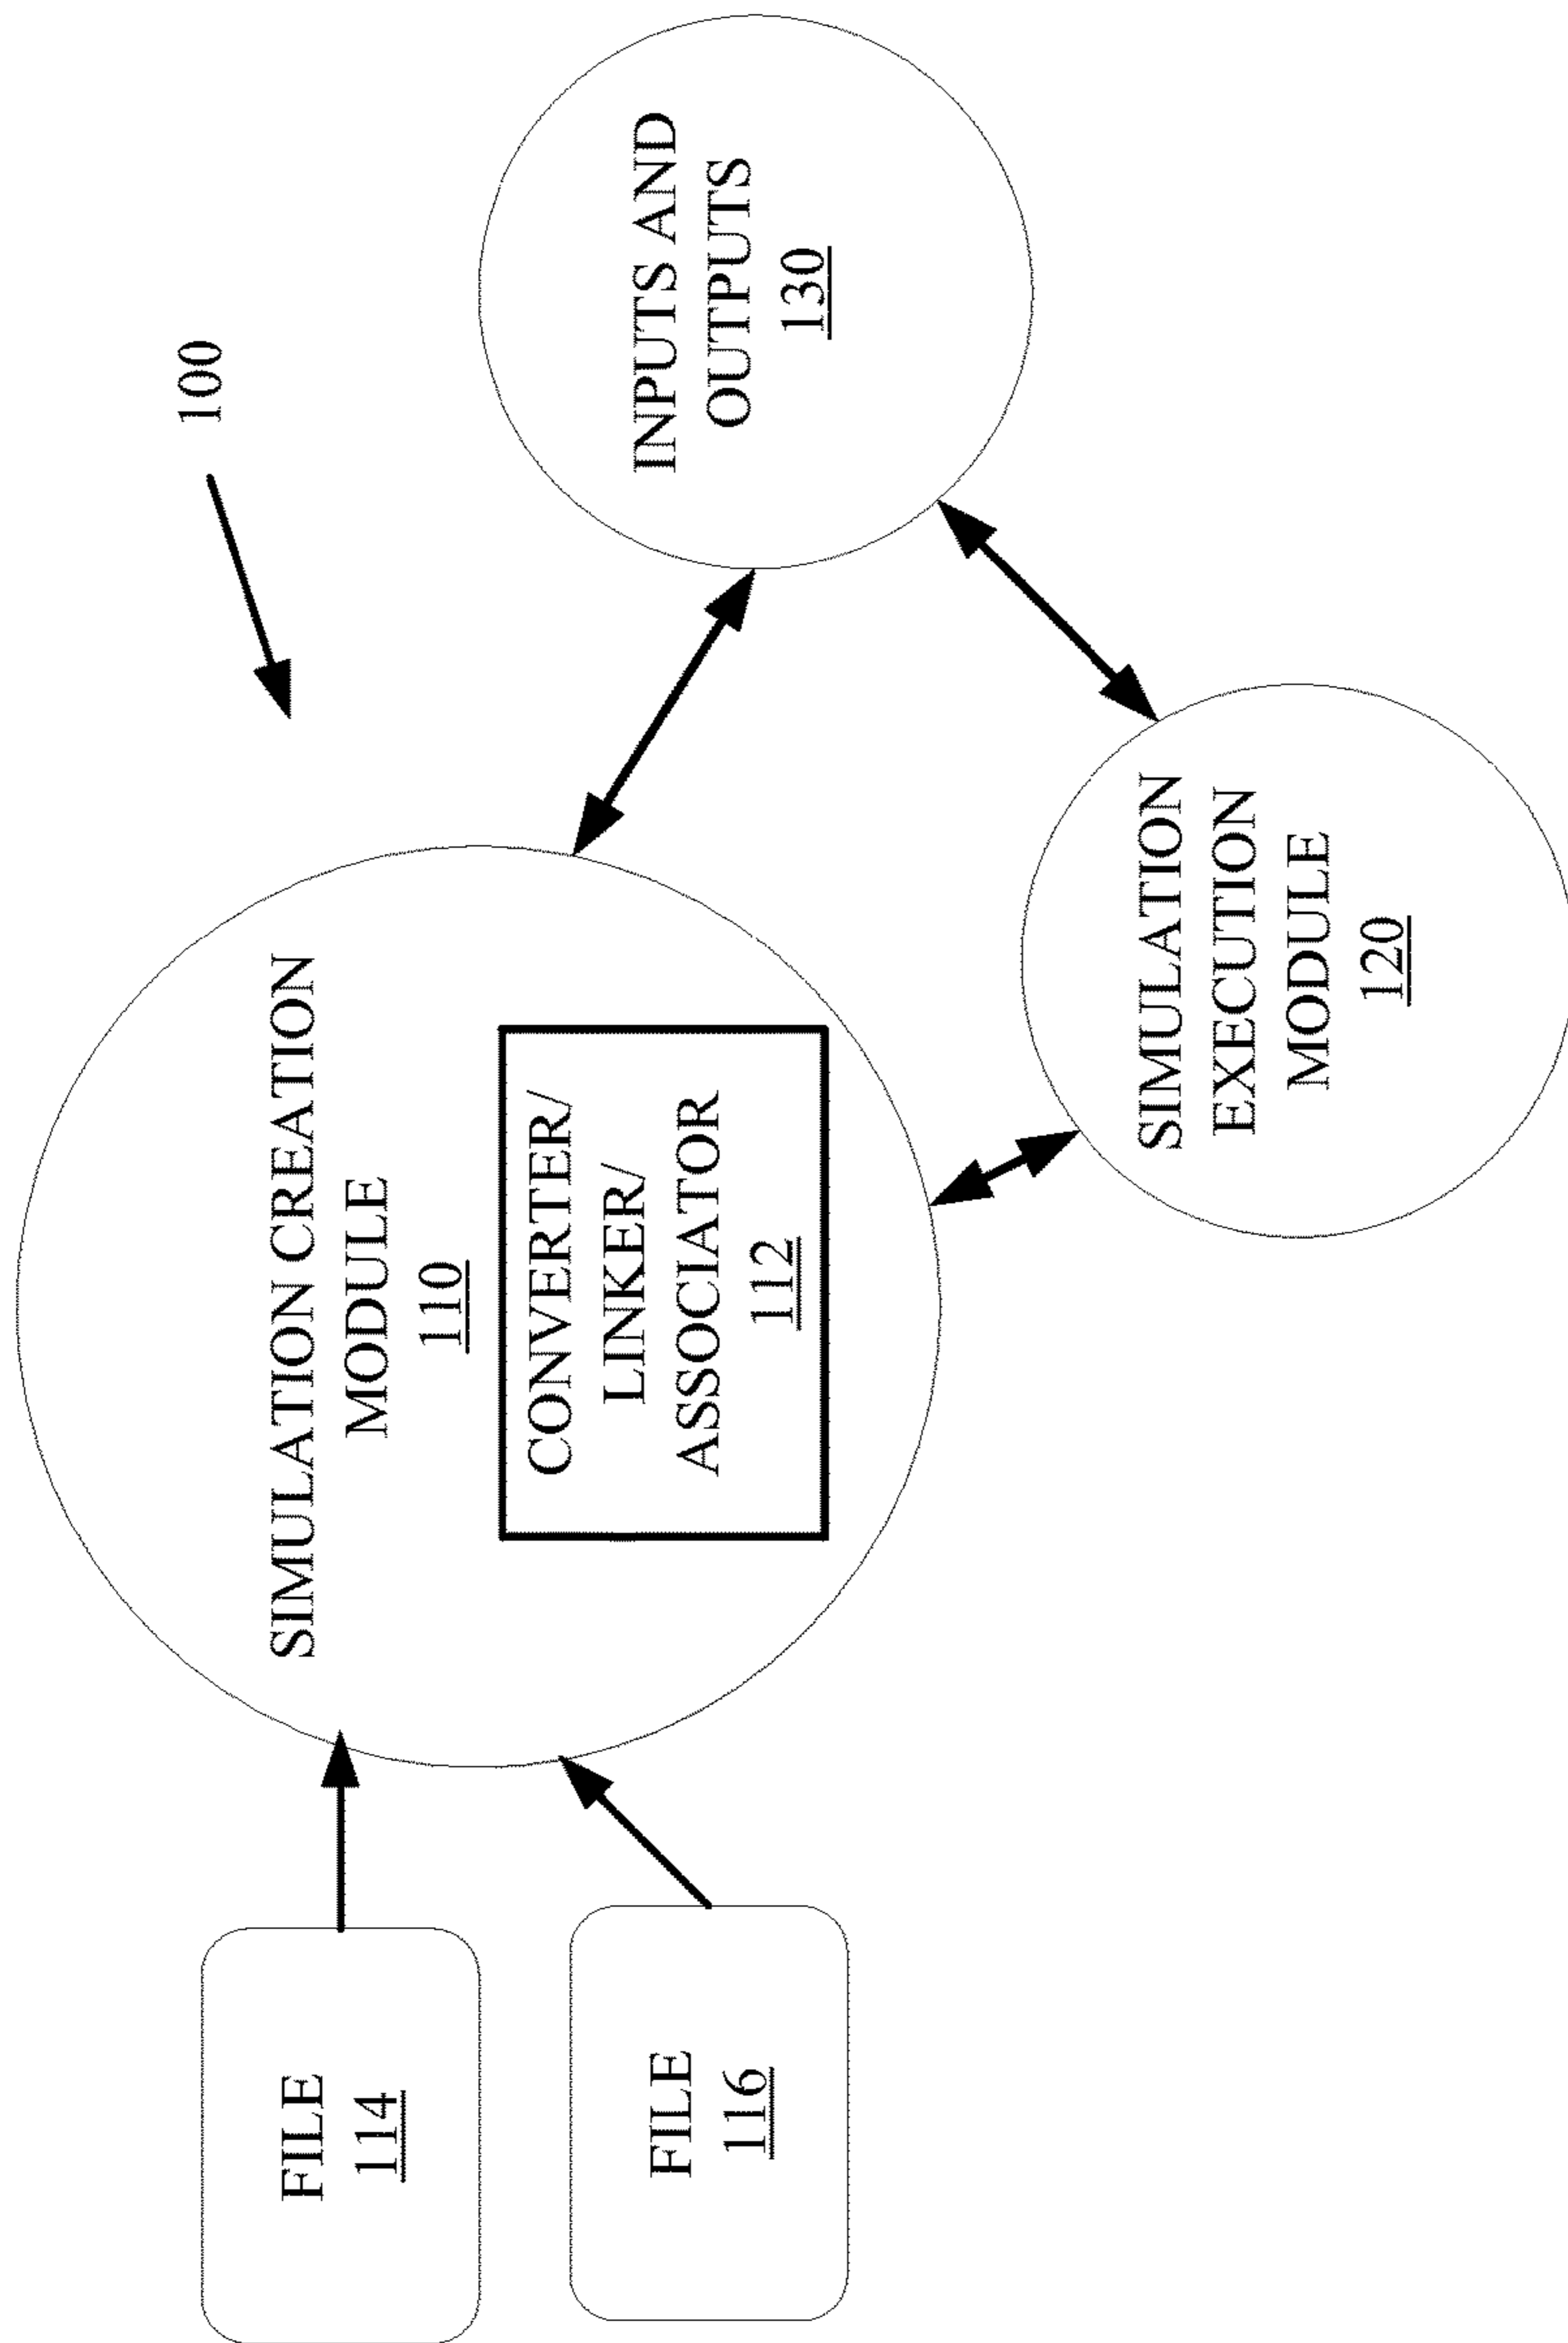 100
SIMULATION CREATION
MODULE
110
CONVERTER/
LINKER/
ASSOCIATOR
112
FILE
114
FILE
116
INPUTS AND
OUTPUTS
130
SIMULATION
EXECUTION
MODULE
120